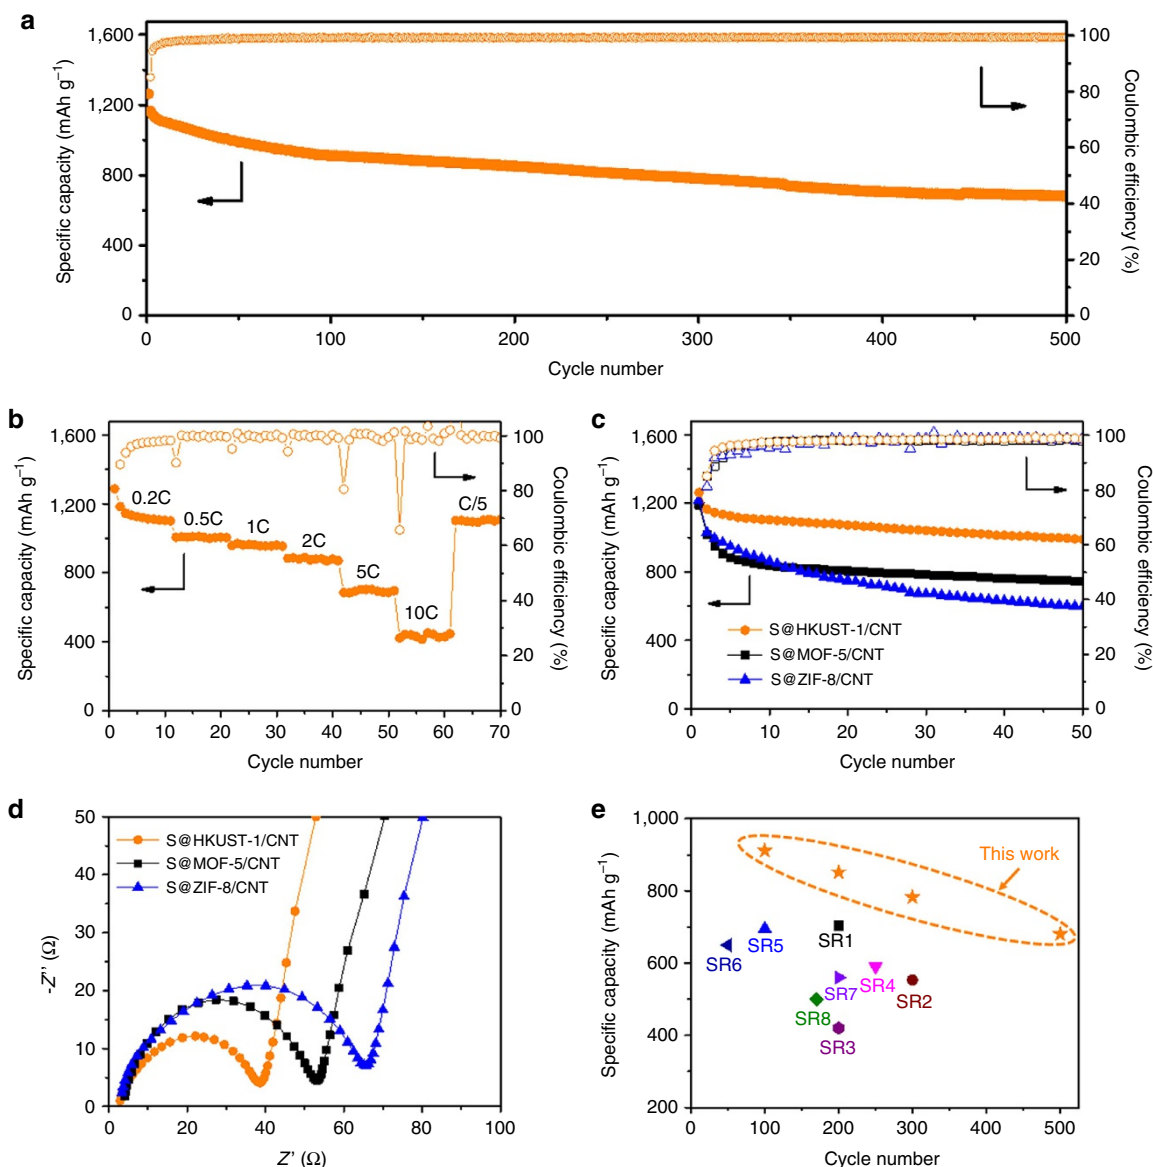 a
1,600
1,200
800
400
0
Specific capacity (mAh g⁻¹)
100
80
60
40
20
0
Coulombic efficiency (%)
0 100 200 300 400 500
Cycle number
b
1,600
1,200
800
400
0
Specific capacity (mAh g⁻¹)
0.2C
0.5C
1C
2C
5C
10C
C/5
100
80
60
40
20
0
Coulombic efficiency (%)
0 10 20 30 40 50 60 70
Cycle number
c
1,600
1,200
800
400
0
Specific capacity (mAh g⁻¹)
S@HKUST-1/CNT
S@MOF-5/CNT
S@ZIF-8/CNT
100
80
60
40
20
0
Coulombic efficiency (%)
0 10 20 30 40 50
Cycle number
d
50
40
30
20
10
0
-Z'' (Ω)
S@HKUST-1/CNT
S@MOF-5/CNT
S@ZIF-8/CNT
0 20 40 60 80 100
Z' (Ω)
e
1,000
800
600
400
200
Specific capacity (mAh g⁻¹)
This work
SR1
SR5
SR6
SR4
SR7
SR2
SR8
SR3
0 100 200 300 400 500
Cycle number